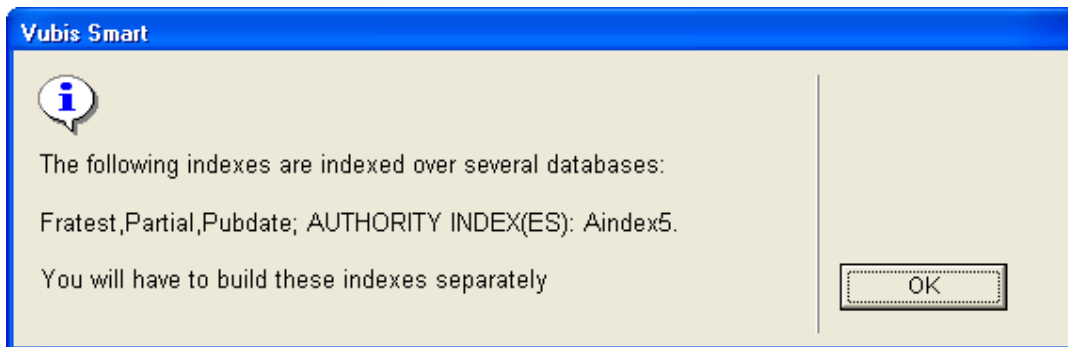 Vubis Smart
The following indexes are indexed over several databases:
Fratest,Partial,Pubdate; AUTHORITY INDEX(ES): Aindex5.
You will have to build these indexes separately
OK